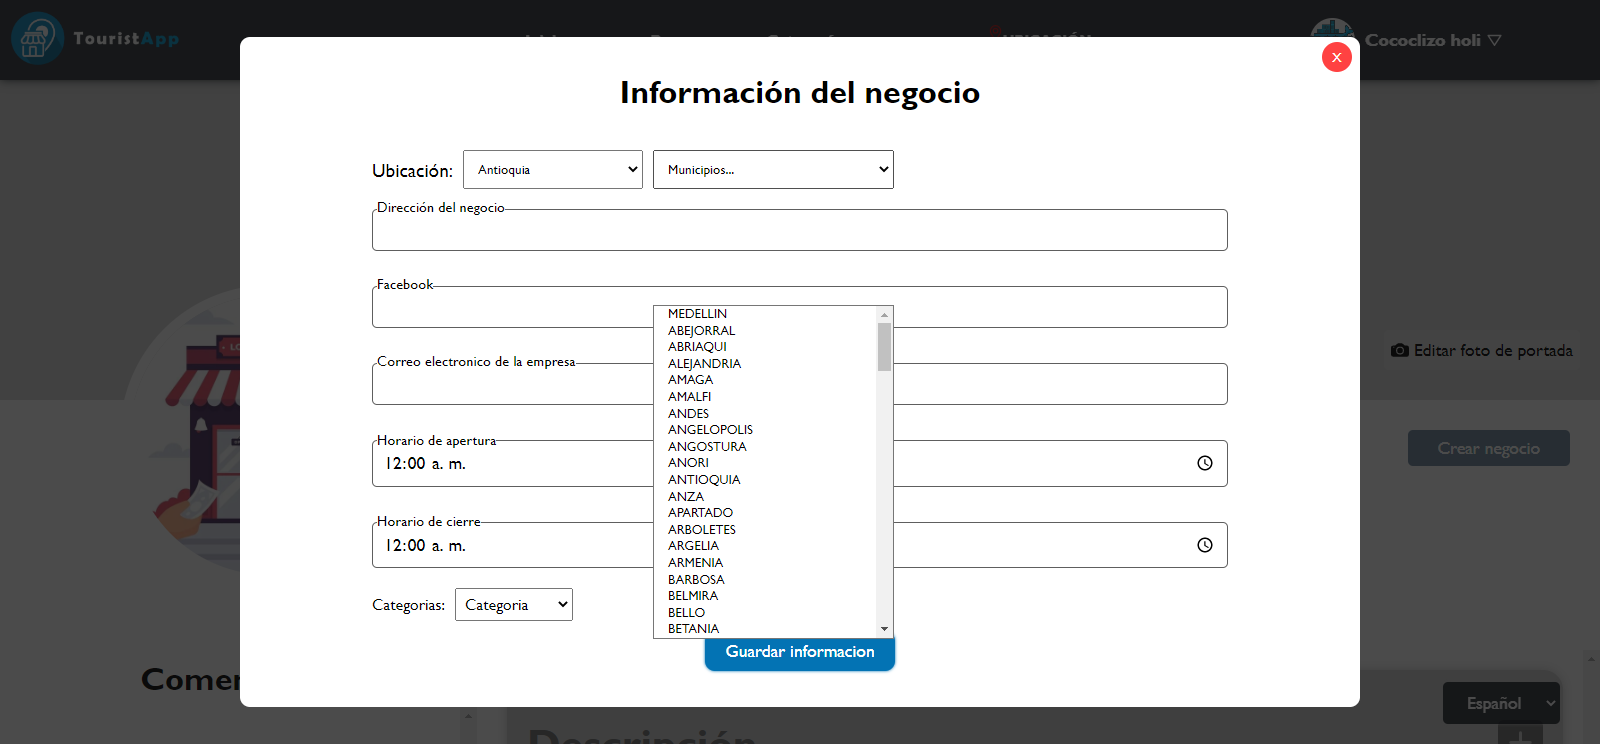 TouristApp
UBICACIÓN
Cococlizo holi ▽
X
Información del negocio
Ubicación:
Antioquia
Municipios...
Dirección del negocio
Facebook
MEDELLIN
ABEJORRAL
ABRIAQUI
ALEJANDRIA
AMAGA
AMALFI
ANDES
ANGELOPOLIS
ANGOSTURA
ANORI
ANTIOQUIA
ANZA
APARTADO
ARBOLETES
ARGELIA
ARMENIA
BARBOSA
BELMIRA
BELLO
BETANIA
Editar foto de portada
Correo electronico de la empresa
Horario de apertura
12:00 a. m.
Crear negocio
Horario de cierre
12:00 a. m.
Categorias:
Categoria
Guardar informacion
Comer
Español
Descripción